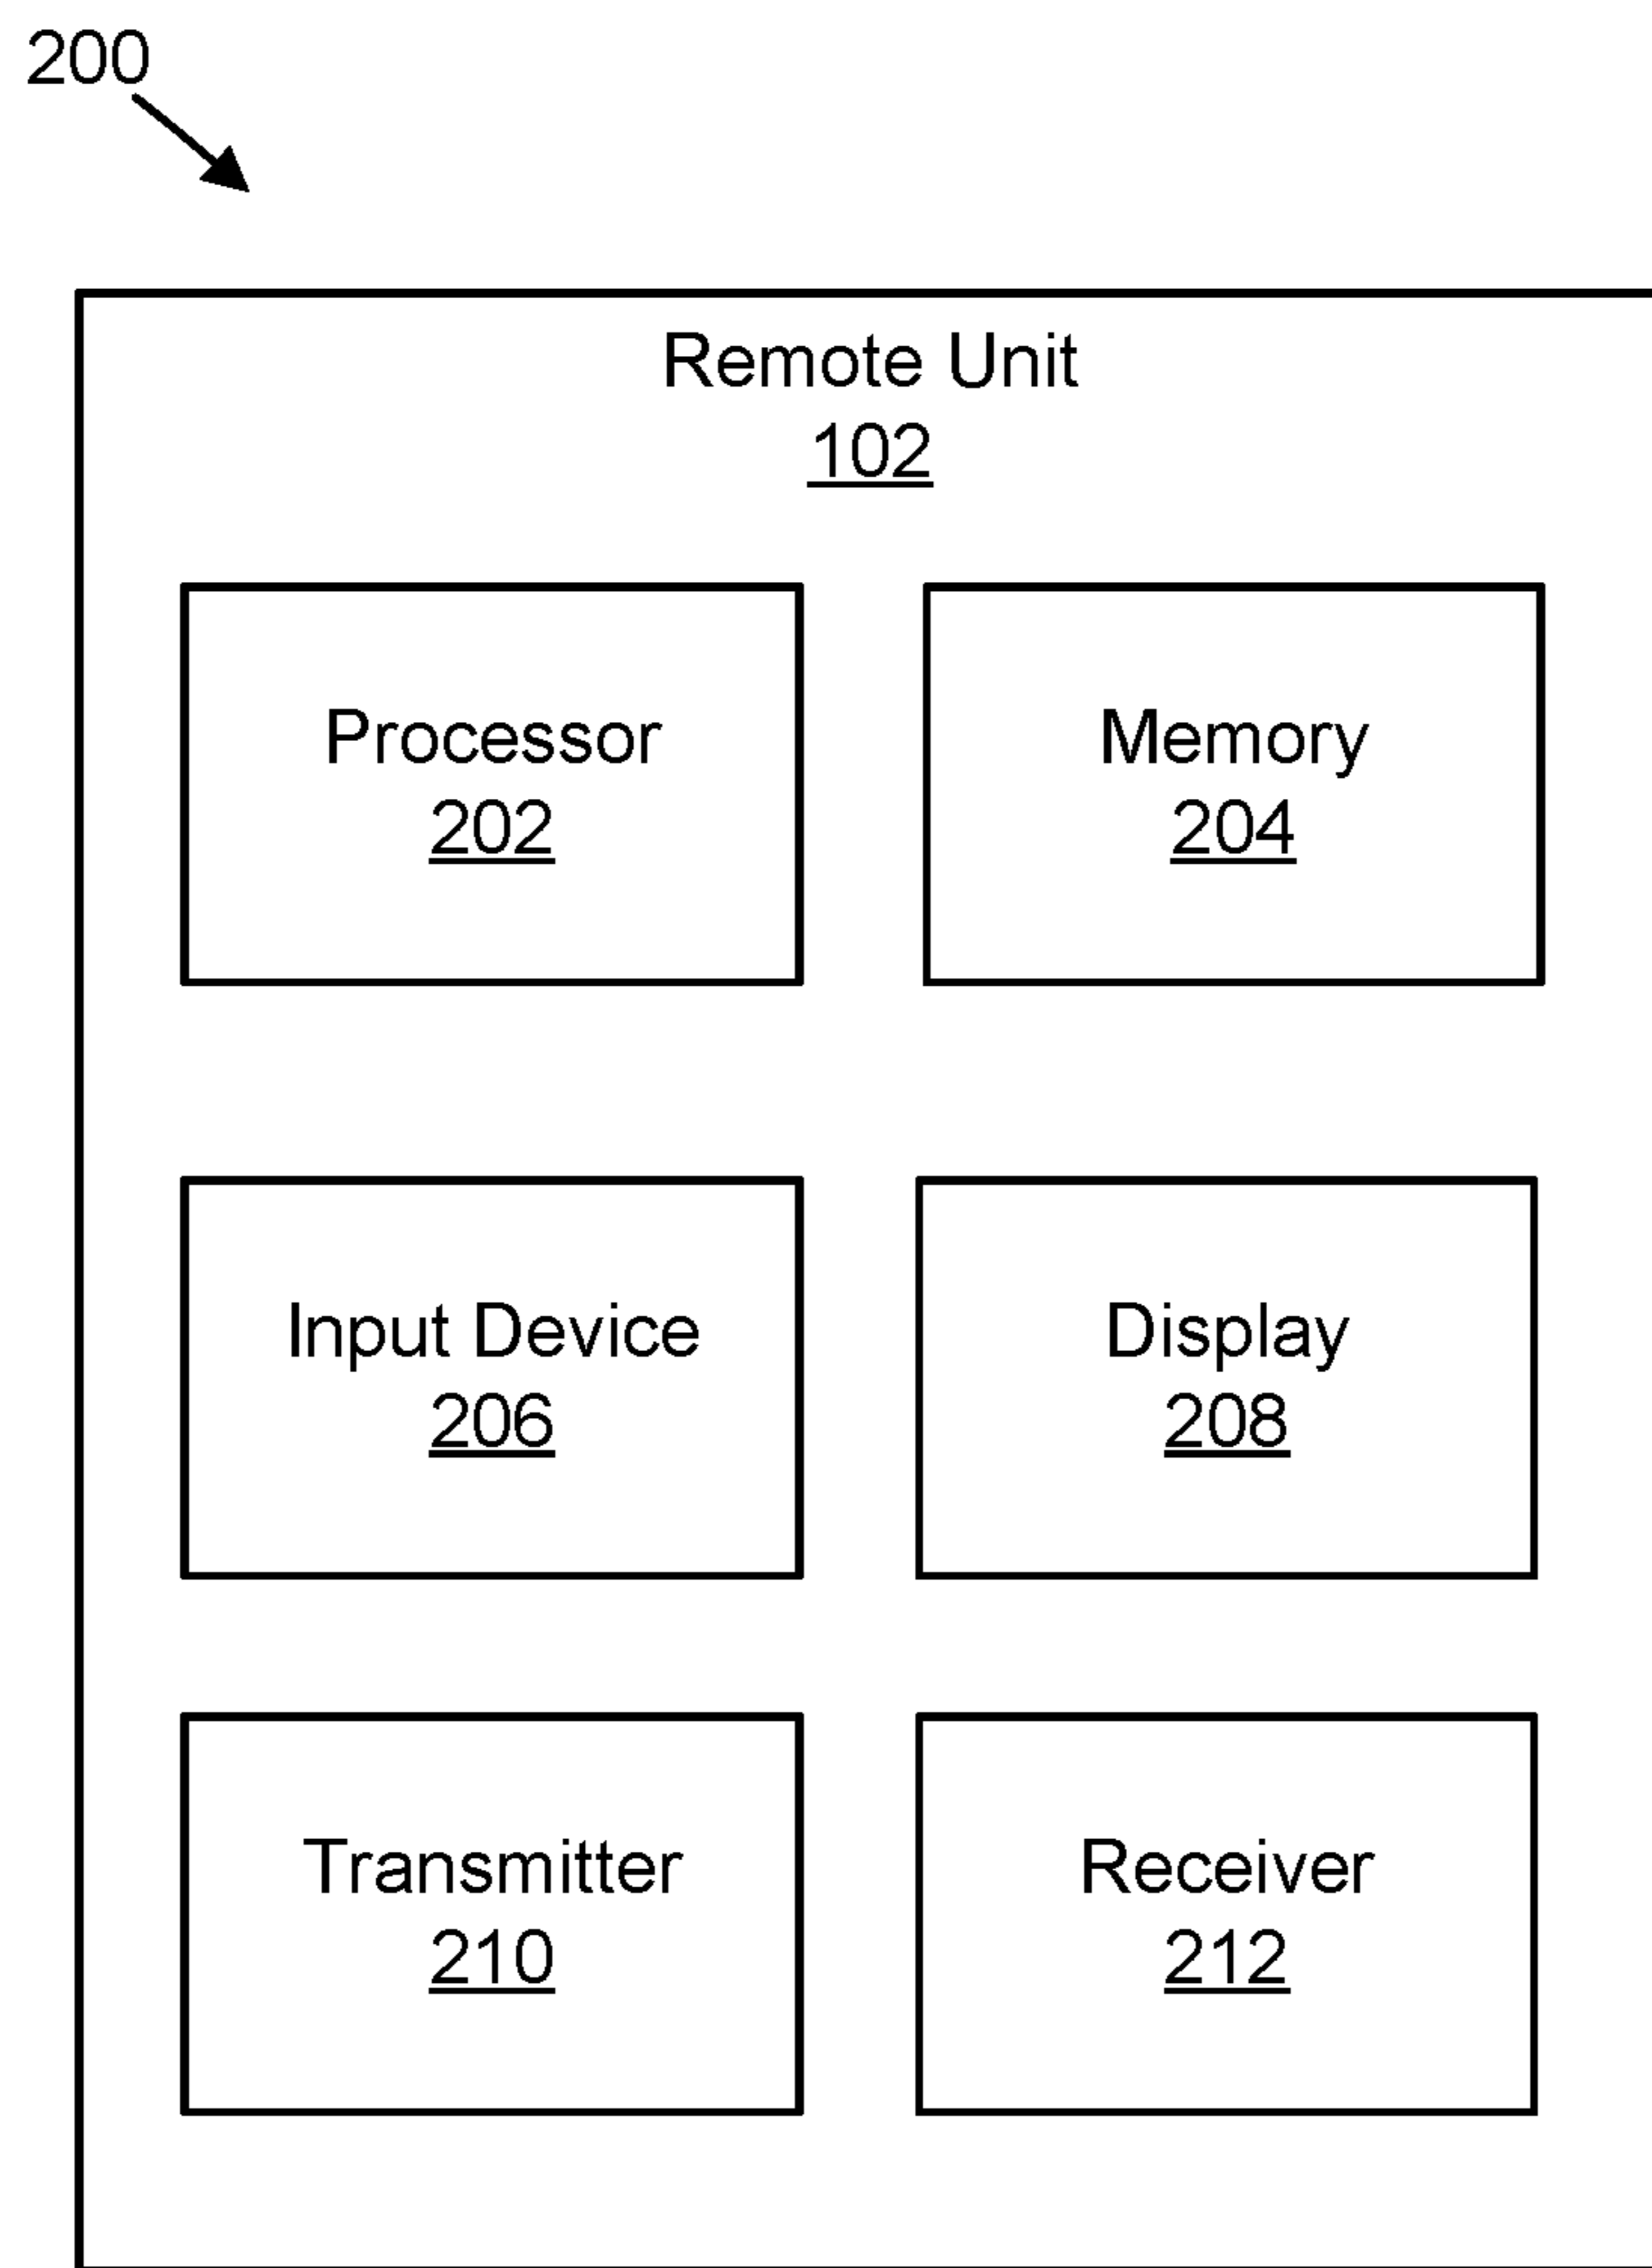 200
Remote Unit
102
Processor
202
Memory
204
Input Device
206
Display
208
Transmitter
210
Receiver
212